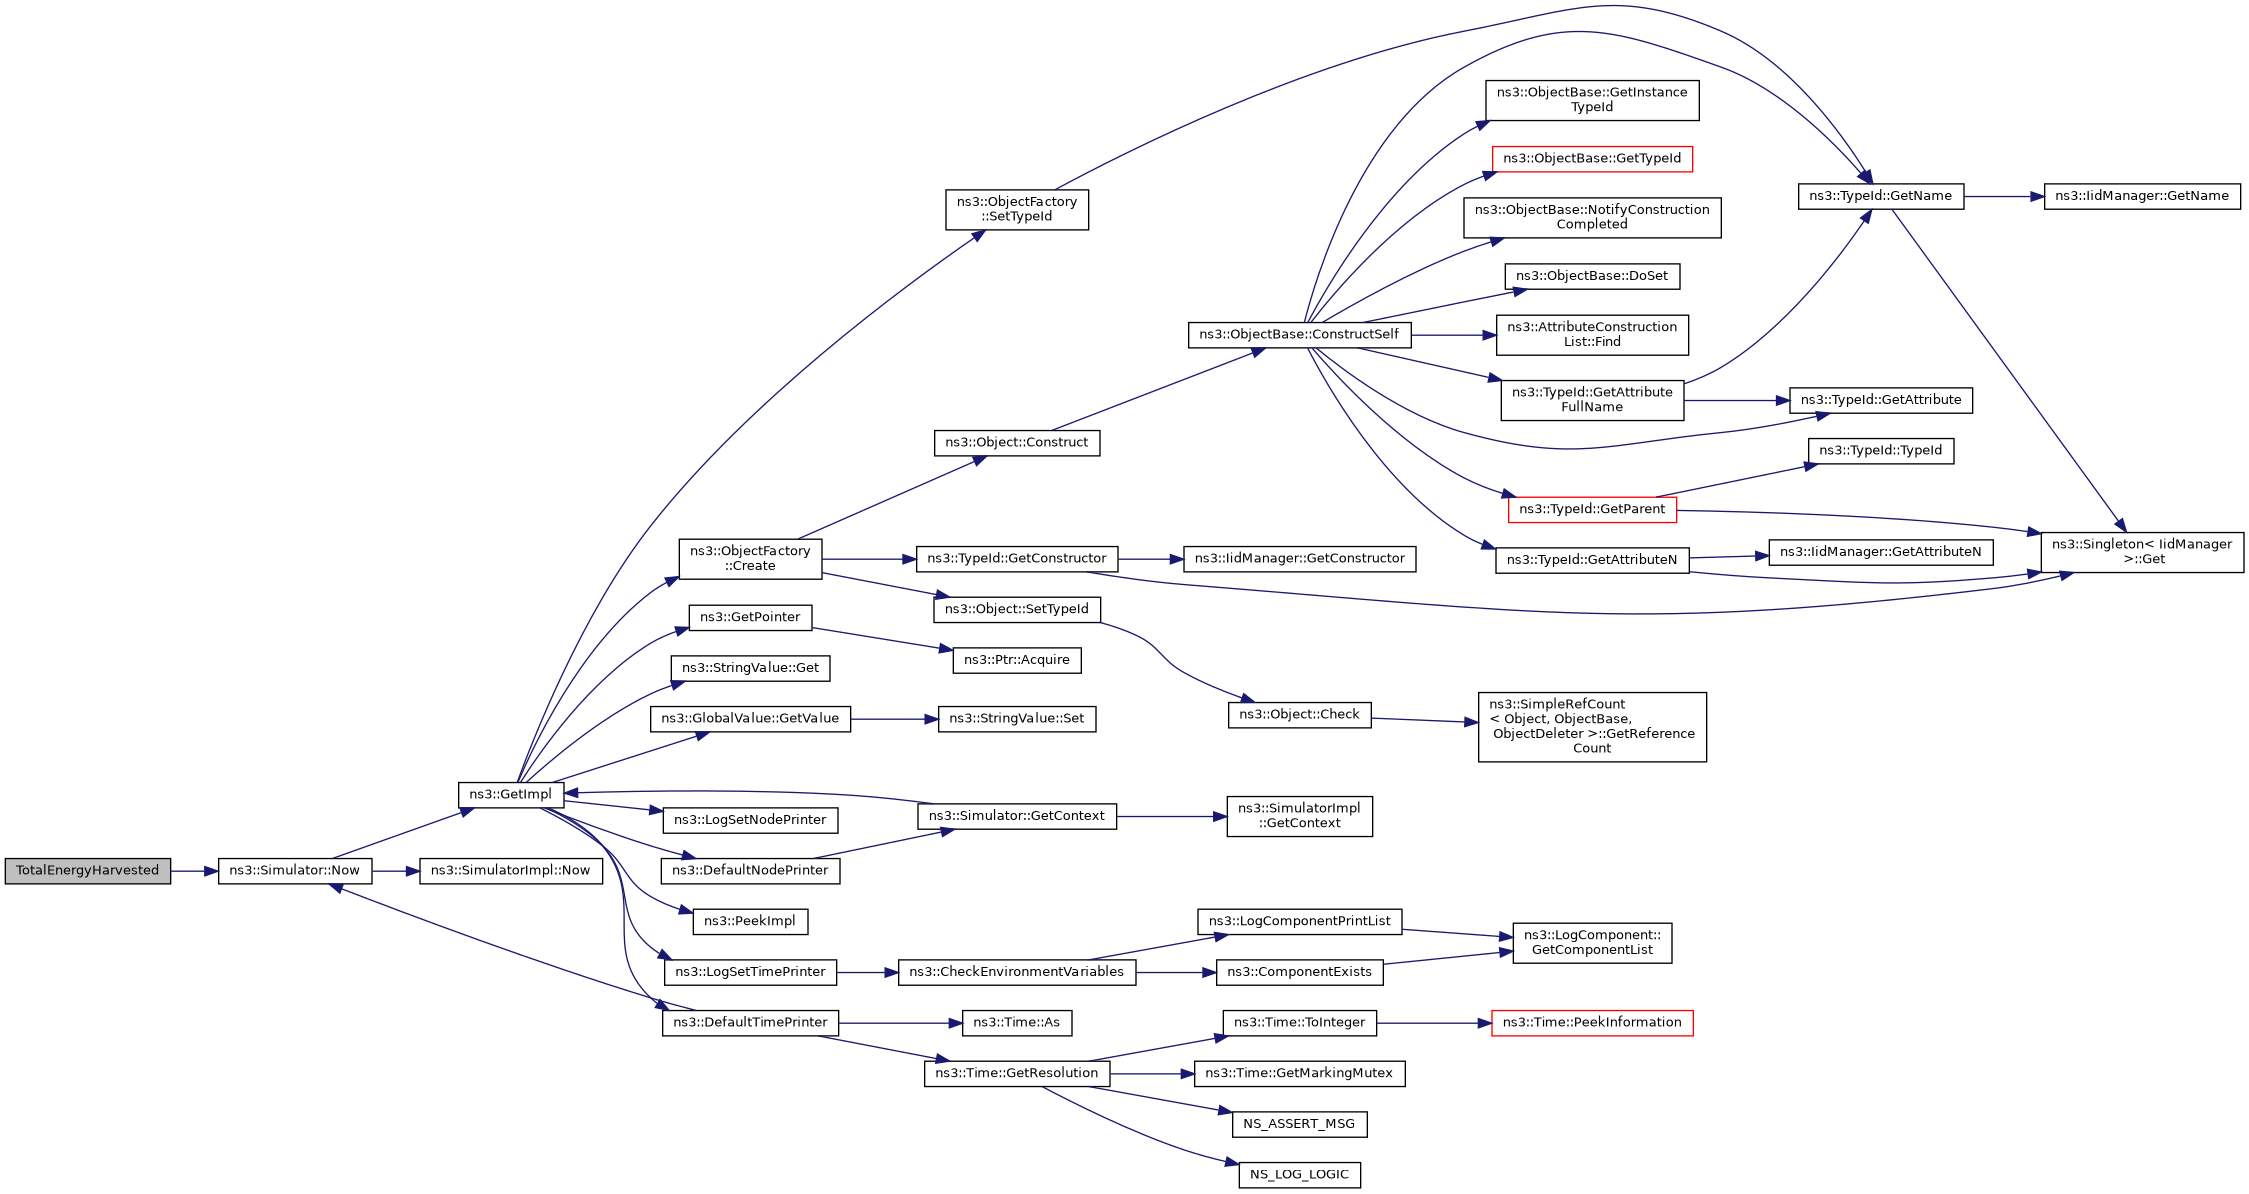 TotalEnergyHarvested
ns3::Simulator::Now
ns3::GetImpl
ns3::SimulatorImpl::Now
ns3::ObjectFactory
::SetTypeId
ns3::ObjectFactory
::Create
ns3::GetPointer
ns3::StringValue::Get
ns3::GlobalValue::GetValue
ns3::LogSetNodePrinter
ns3::DefaultNodePrinter
ns3::PeekImpl
ns3::LogSetTimePrinter
ns3::DefaultTimePrinter
ns3::Object::Construct
ns3::TypeId::GetConstructor
ns3::Object::SetTypeId
ns3::Ptr::Acquire
ns3::StringValue::Set
ns3::Simulator::GetContext
ns3::CheckEnvironmentVariables
ns3::Time::As
ns3::Time::GetResolution
ns3::ObjectBase::ConstructSelf
ns3::IidManager::GetConstructor
ns3::Object::Check
ns3::SimulatorImpl
::GetContext
ns3::LogComponentPrintList
ns3::ComponentExists
ns3::Time::ToInteger
ns3::Time::GetMarkingMutex
NS_ASSERT_MSG
NS_LOG_LOGIC
ns3::ObjectBase::GetInstance
TypeId
ns3::ObjectBase::GetTypeId
ns3::ObjectBase::NotifyConstruction
Completed
ns3::ObjectBase::DoSet
ns3::AttributeConstruction
List::Find
ns3::TypeId::GetAttribute
FullName
ns3::TypeId::GetParent
ns3::TypeId::GetAttributeN
ns3::SimpleRefCount
< Object, ObjectBase,
ObjectDeleter >::GetReference
Count
ns3::LogComponent::
GetComponentList
ns3::Time::PeekInformation
ns3::TypeId::GetName
ns3::TypeId::GetAttribute
ns3::TypeId::TypeId
ns3::IidManager::GetAttributeN
ns3::IidManager::GetName
ns3::Singleton< IidManager
>::Get